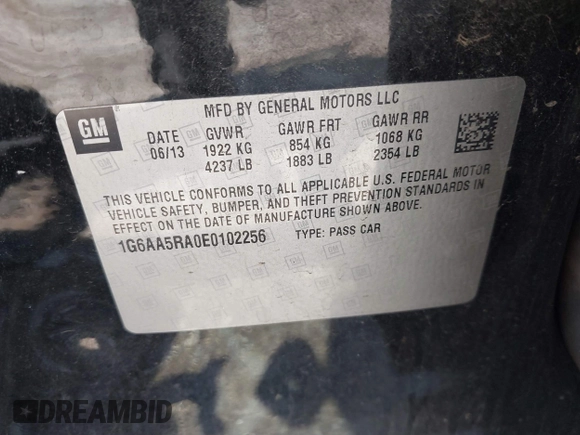 GM
MFD BY GENERAL MOTORS LLC
DATE GVWR GAWR FRT GAWR RR
06/13 1922 KG 854 KG 1068 KG
4237 LB 1883 LB 2354 LB
THIS VEHICLE CONFORMS TO ALL APPLICABLE U.S. FEDERAL MOTOR
VEHICLE SAFETY, BUMPER, AND THEFT PREVENTION STANDARDS IN
EFFECT ON THE DATE OF MANUFACTURE SHOWN ABOVE.
1G6AA5RA0E0102256 TYPE: PASS CAR
DREAMBID